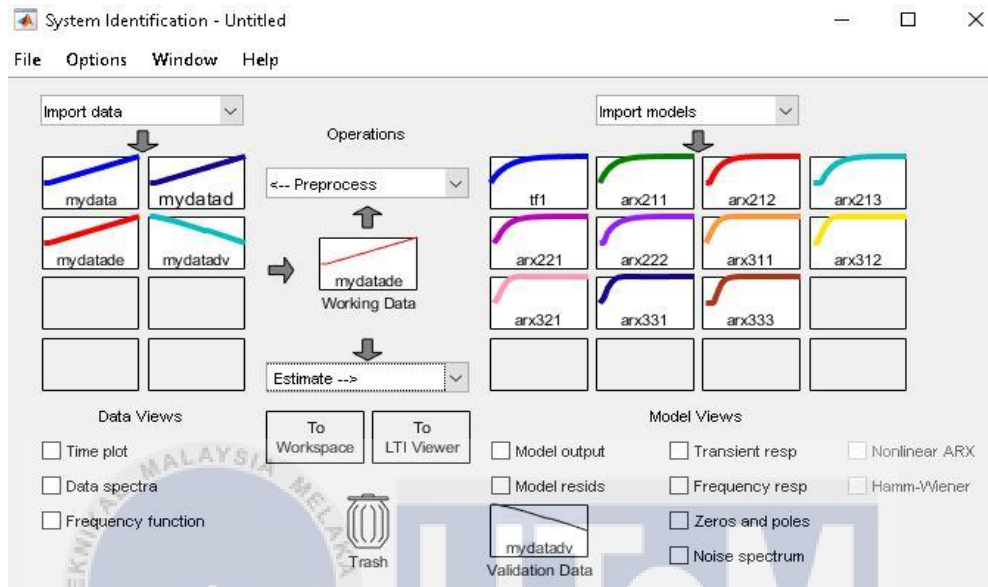 System Identification - Untitled
File Options Window Help
Import data
Operations
Import models
mydata
mydatad
<-- Preprocess
tf1
arx211
arx212
arx213
mydatade
mydatadv
mydatade
Working Data
arx221
arx222
arx311
arx312
arx321
arx331
arx333
Estimate -->
Data Views
To
Workspace
To
LTI Viewer
Model Views
Time plot
Data spectra
Frequency function
Trash
Model output
Model resids
mydatadv
Validation Data
Transient resp
Frequency resp
Zeros and poles
Noise spectrum
Nonlinear ARX
Hamm-Wiener
MALAYSIA
MELAKA